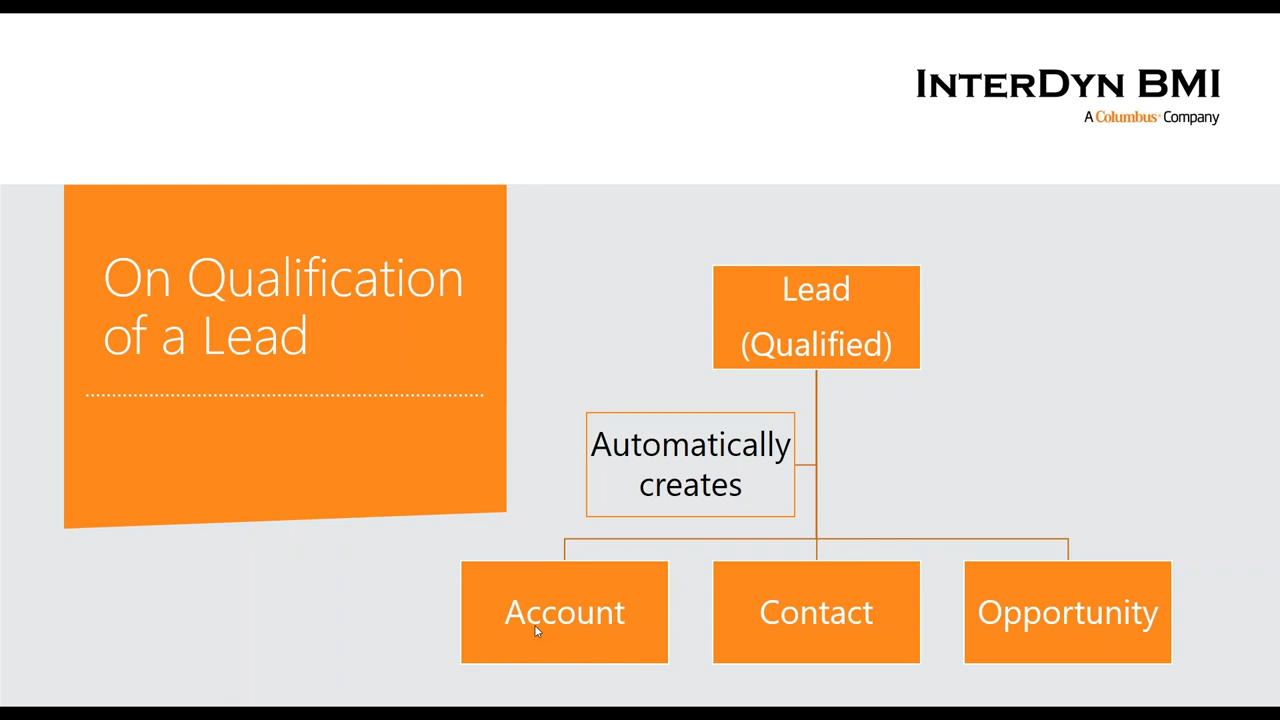 InterDyn BMI
A Columbus Company
On Qualification
of a Lead
Lead
(Qualified)
Automatically
creates
Account
Contact
Opportunity